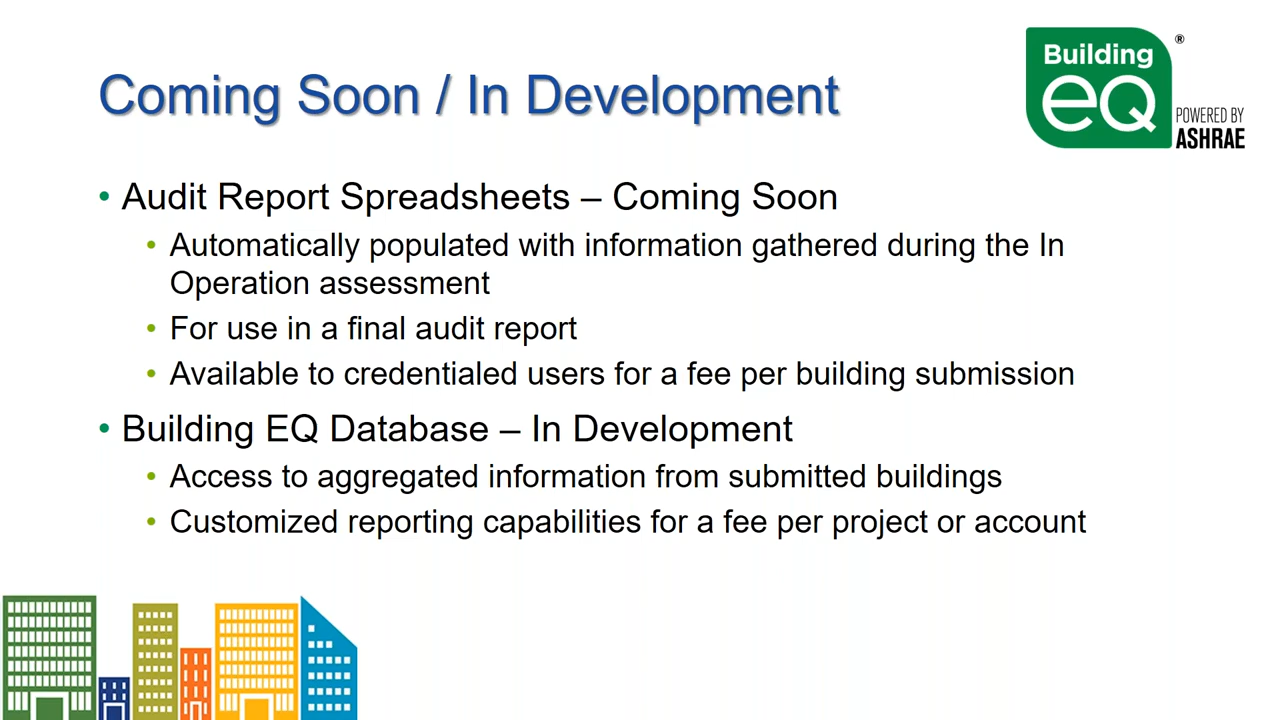 Coming Soon / In Development
Building
eQ
®
POWERED BY
ASHRAE
• Audit Report Spreadsheets – Coming Soon
• Automatically populated with information gathered during the In
Operation assessment
• For use in a final audit report
• Available to credentialed users for a fee per building submission
• Building EQ Database – In Development
• Access to aggregated information from submitted buildings
• Customized reporting capabilities for a fee per project or account